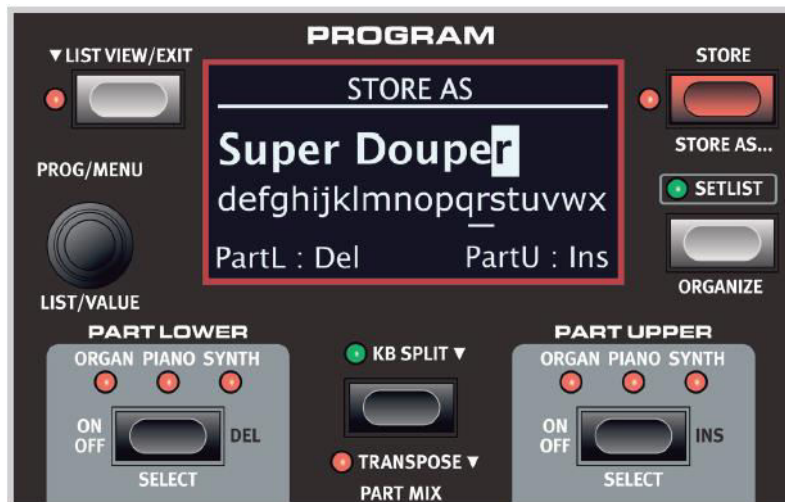 PROGRAM
▼ LIST VIEW/EXIT
STORE
STORE AS
Super Douper
defghijklmnopqrstuvwx
PartL : Del PartU : Ins
STORE AS...
PROG/MENU
SETLIST
LIST/VALUE
ORGANIZE
PART LOWER
ORGAN PIANO SYNTH
ON
OFF
DEL
SELECT
KB SPLIT ▼
TRANSPOSE ▼
PART MIX
PART UPPER
ORGAN PIANO SYNTH
ON
OFF
INS
SELECT